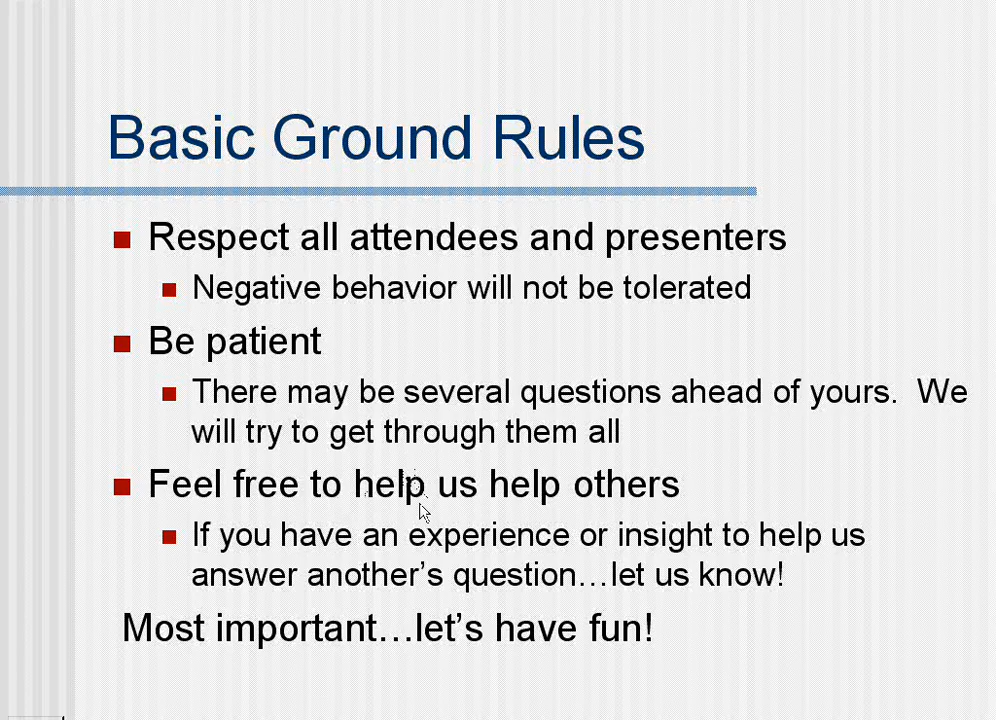 Basic Ground Rules
Respect all attendees and presenters
Negative behavior will not be tolerated
Be patient
There may be several questions ahead of yours.  We
will try to get through them all
Feel free to help us help others
If you have an experience or insight to help us
answer another’s question…let us know!
Most important…let’s have fun!